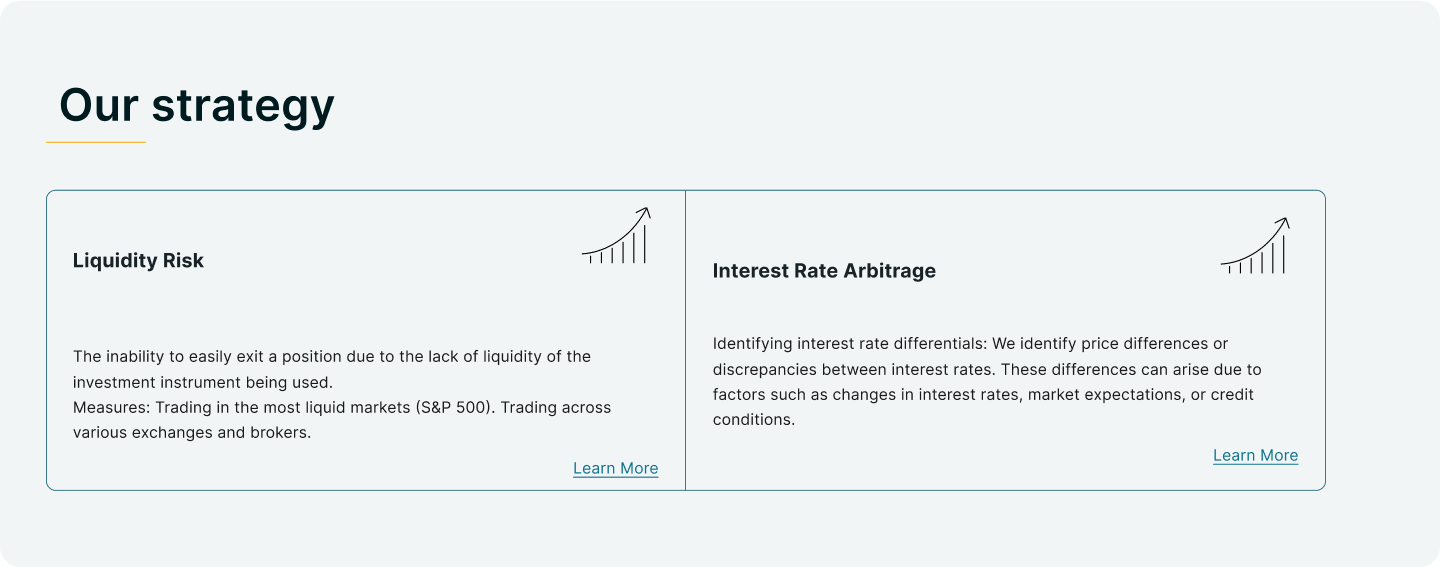 Our strategy
Liquidity Risk
The inability to easily exit a position due to the lack of liquidity of the
investment instrument being used.
Measures: Trading in the most liquid markets (S&P 500). Trading across
various exchanges and brokers.
Learn More
Interest Rate Arbitrage
Identifying interest rate differentials: We identify price differences or
discrepancies between interest rates. These differences can arise due to
factors such as changes in interest rates, market expectations, or credit
conditions.
Learn More